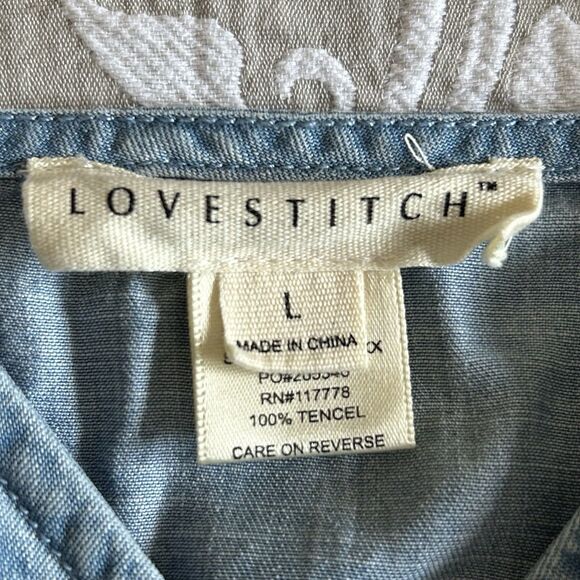 LOVESTITCH™
L
MADE IN CHINA
RN#117778
100% TENCEL
CARE ON REVERSE